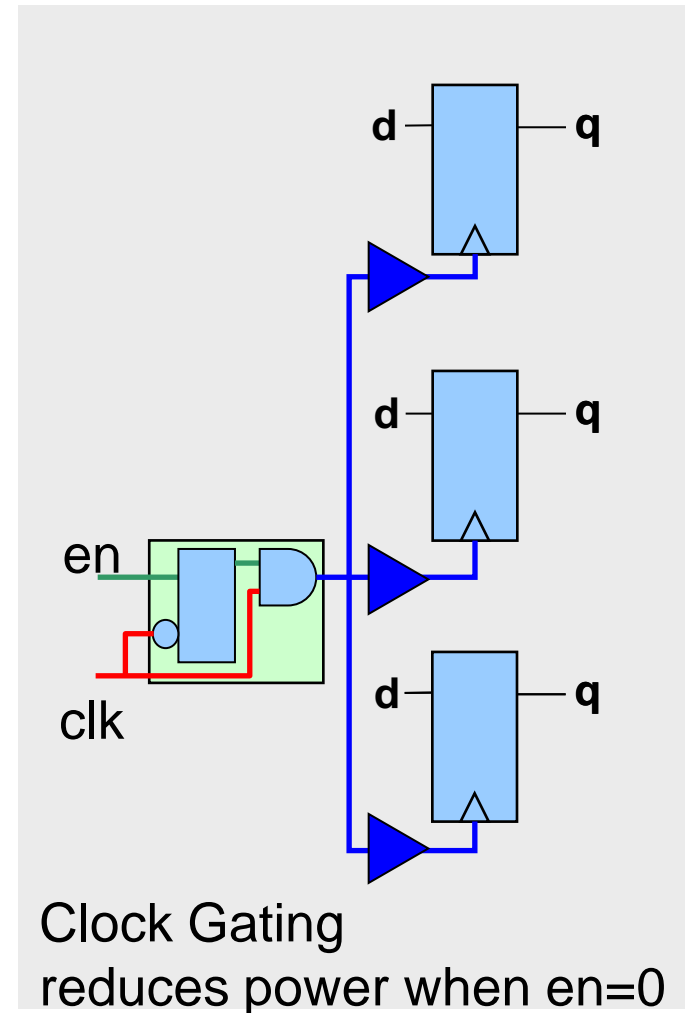 d q
d q
en
d q
clk
Clock Gating
reduces power when en=0